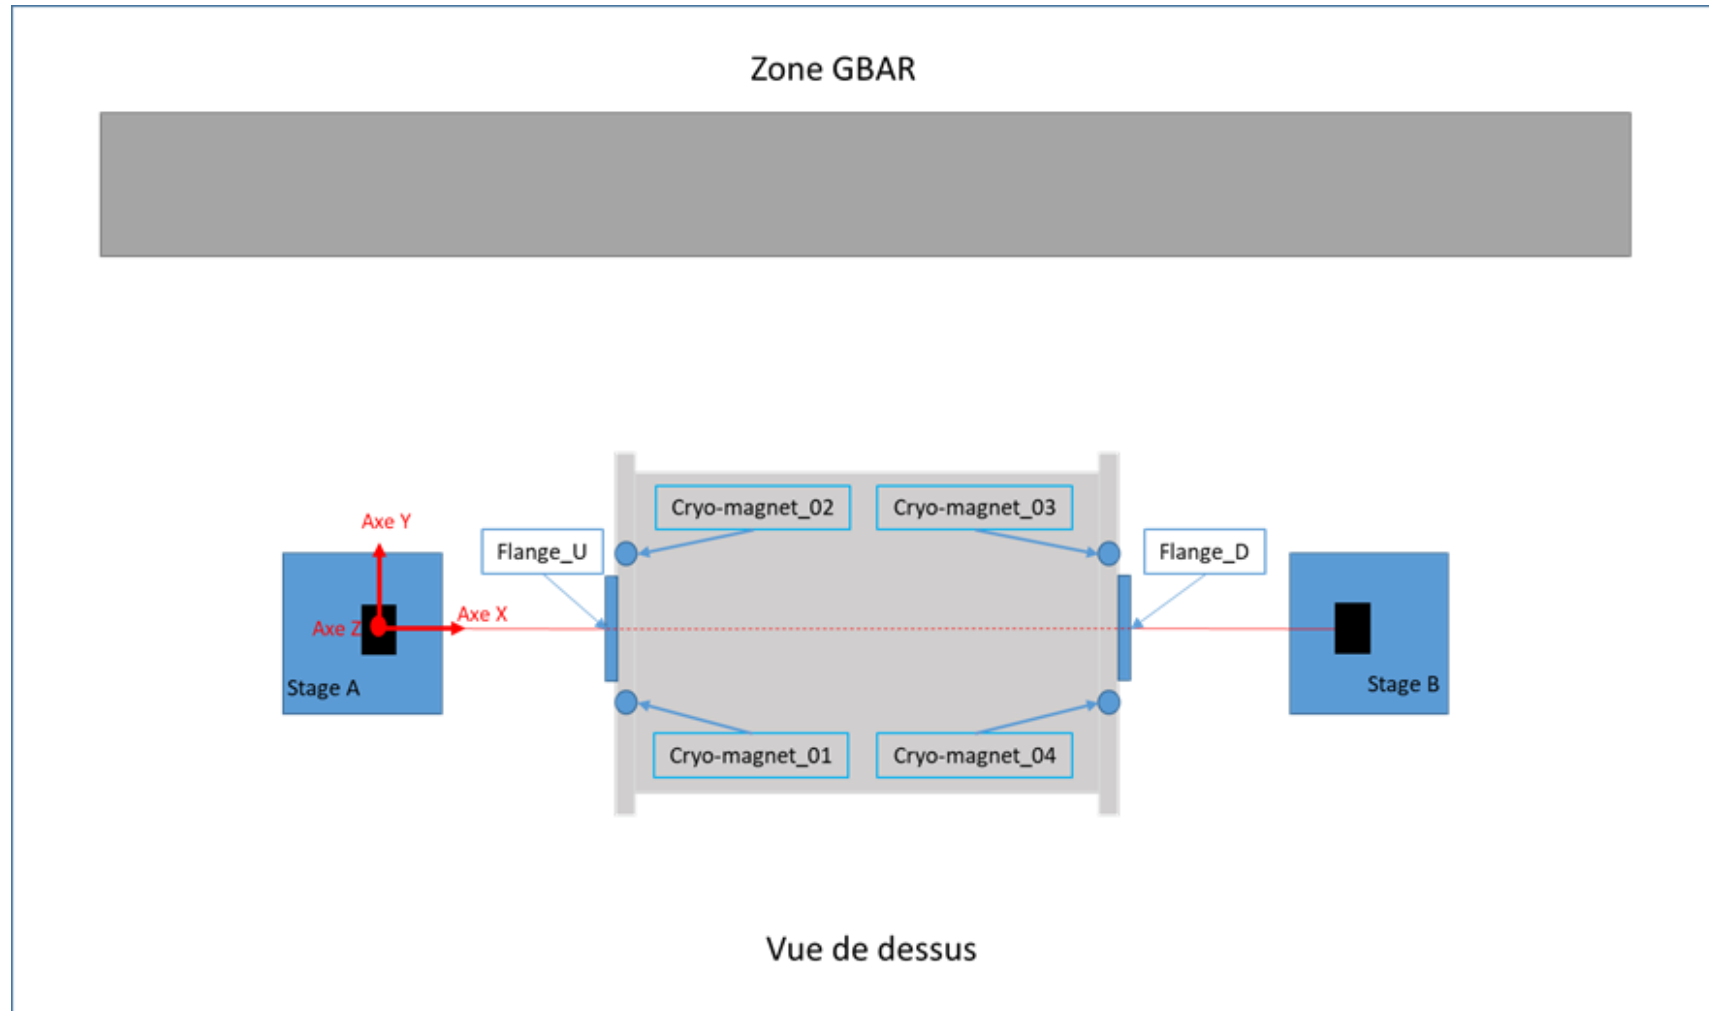 Zone GBAR
Cryo-magnet_02
Cryo-magnet_03
Axe Y
Flange_U
Flange_D
Axe X
Axe Z
Stage A
Stage B
Cryo-magnet_01
Cryo-magnet_04
Vue de dessus